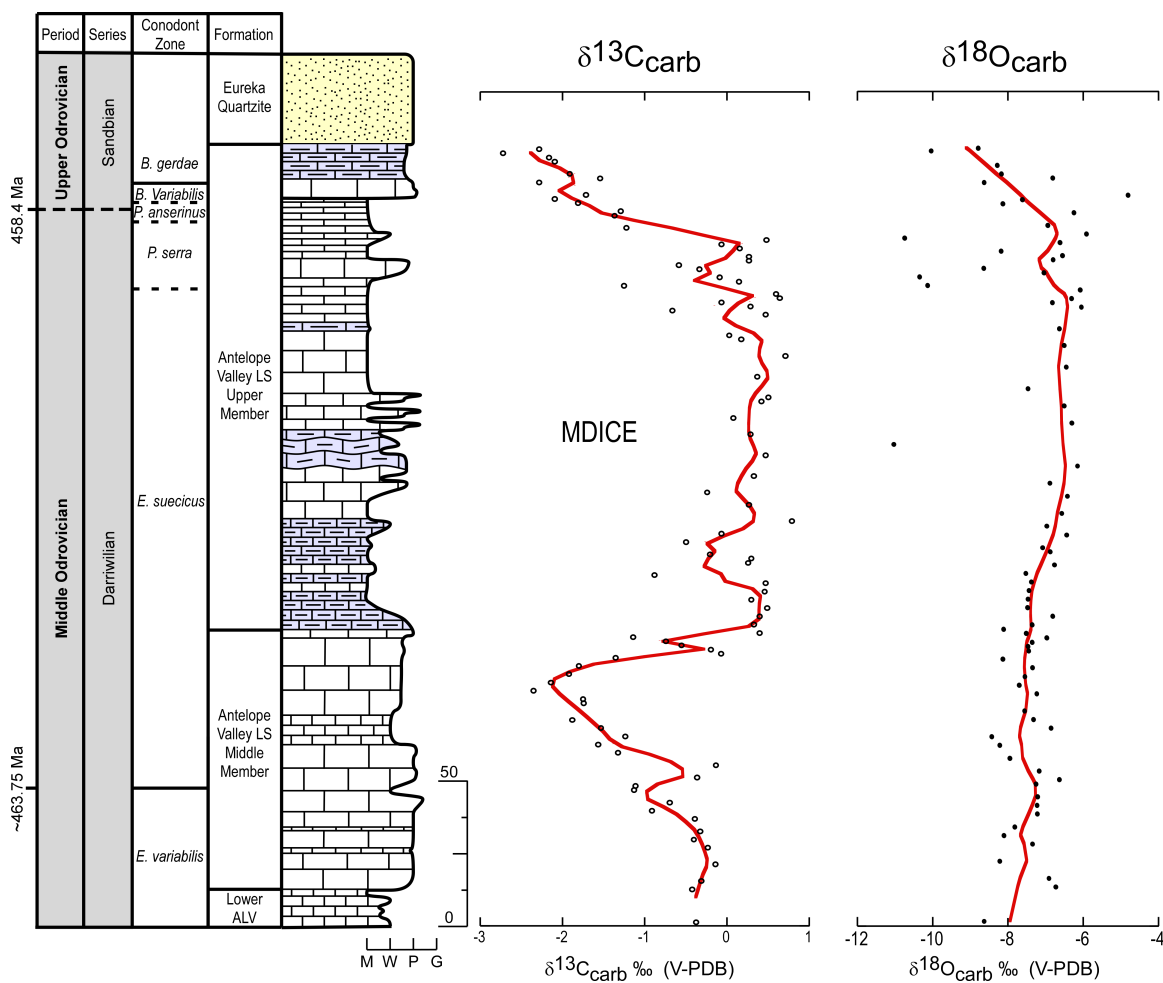 Period
Series
Conodont
Zone
Formation
δ13Ccarb
δ18Ocarb
Upper Odrovician
Sandbian
Eureka
Quartzite
B. gerdae
B. Variabilis
P. anserinus
458.4 Ma
P. serra
Antelope
Valley LS
Upper
Member
MDICE
E. suecicus
Middle Odrovician
Darriwilian
Antelope
Valley LS
Middle
Member
~463.75 Ma
50
E. variabilis
Lower
ALV
0
M W P G
-3 -2 -1 0 1
δ13Ccarb ‰ (V-PDB)
-12 -10 -8 -6 -4
δ18Ocarb ‰ (V-PDB)